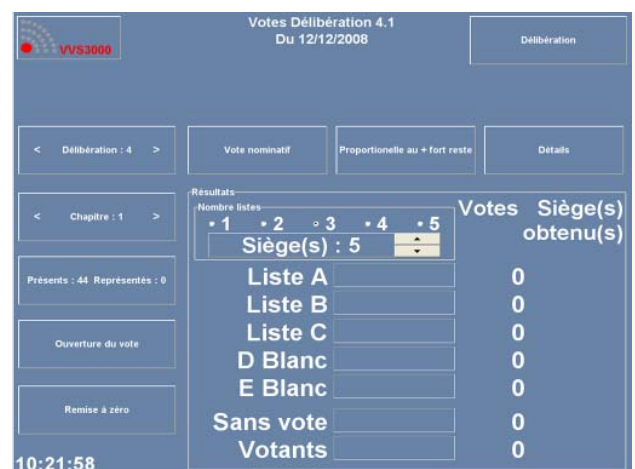 VVS3000
Votes Délibération 4.1
Du 12/12/2008
Délibération
< Délibération : 4 >
Vote nominatif
Proportionelle au + fort reste
Détails
< Chapitre : 1 >
Résultats
Nombre listes
1 2 3 4 5
Siège(s) : 5
Votes Siège(s)
obtenu(s)
Présents : 44 Représentés : 0
Liste A 0
Liste B 0
Liste C 0
Ouverture du vote
D Blanc 0
E Blanc 0
Remise à zéro
Sans vote 0
Votants 0
10:21:58